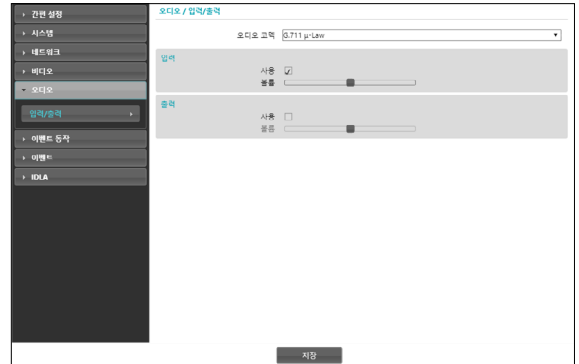 간편 설정
시스템
네트워크
비디오
오디오
입력/출력
이벤트 동작
이벤트
IDLA
오디오 / 입력/출력
오디오 코덱 G.711 μ-Law
입력
사용
볼륨
출력
사용
볼륨
저장